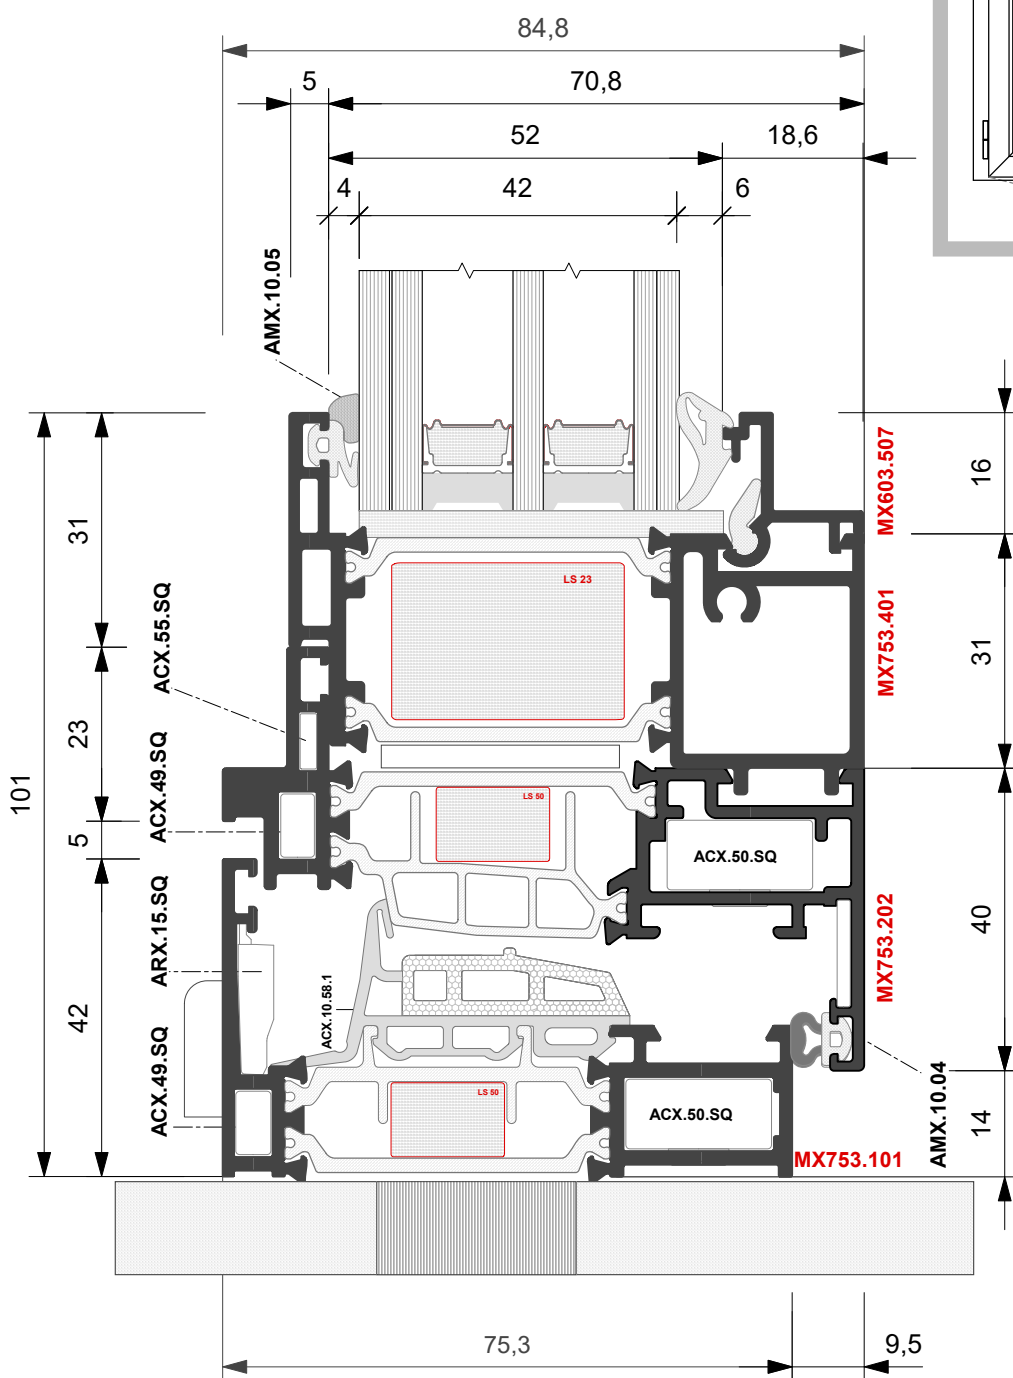 84,8
5
70,8
52
18,6
4
42
6
AMX.10.05
31
16
MX603.507
LS 23
ACX.55.SQ
31
MX753.401
23
ACX.49.SQ
101
5
LS 50
ACX.50.SQ
ARX.15.SQ
40
MX753.202
42
ACX.10.58.1
ACX.49.SQ
LS 50
ACX.50.SQ
AMX.10.04
14
MX753.101
75,3
9,5